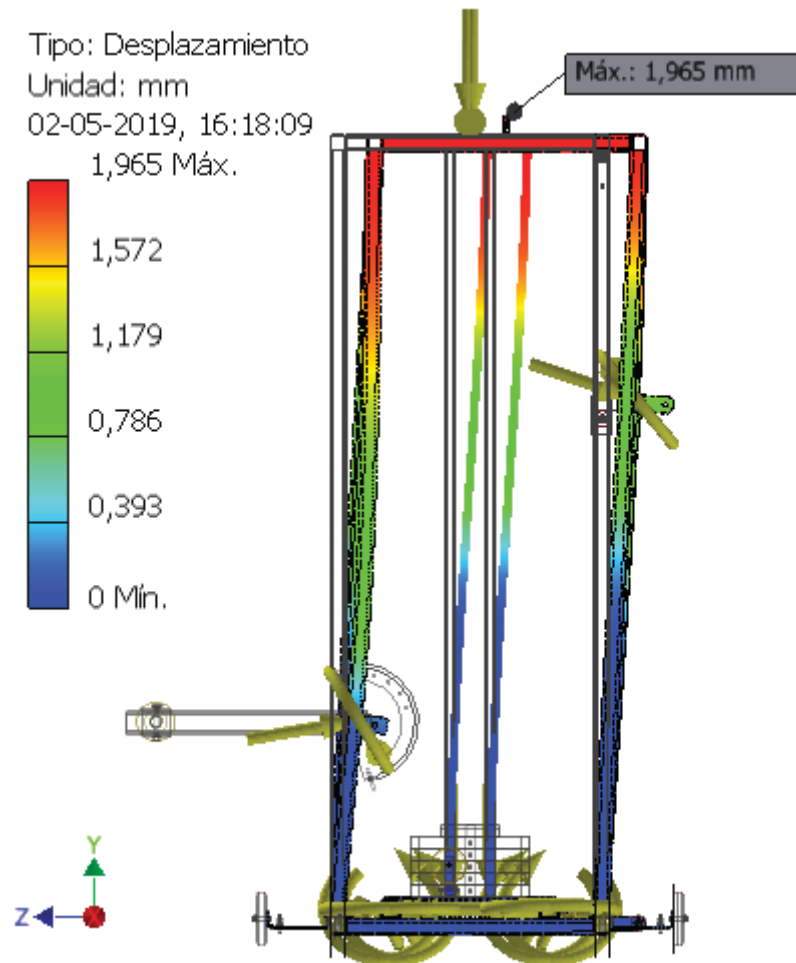 Tipo: Desplazamiento
Unidad: mm
02-05-2019, 16:18:09
1,965 Máx.
1,572
1,179
0,786
0,393
0 Mín.
Máx.: 1,965 mm
Y
Z
X